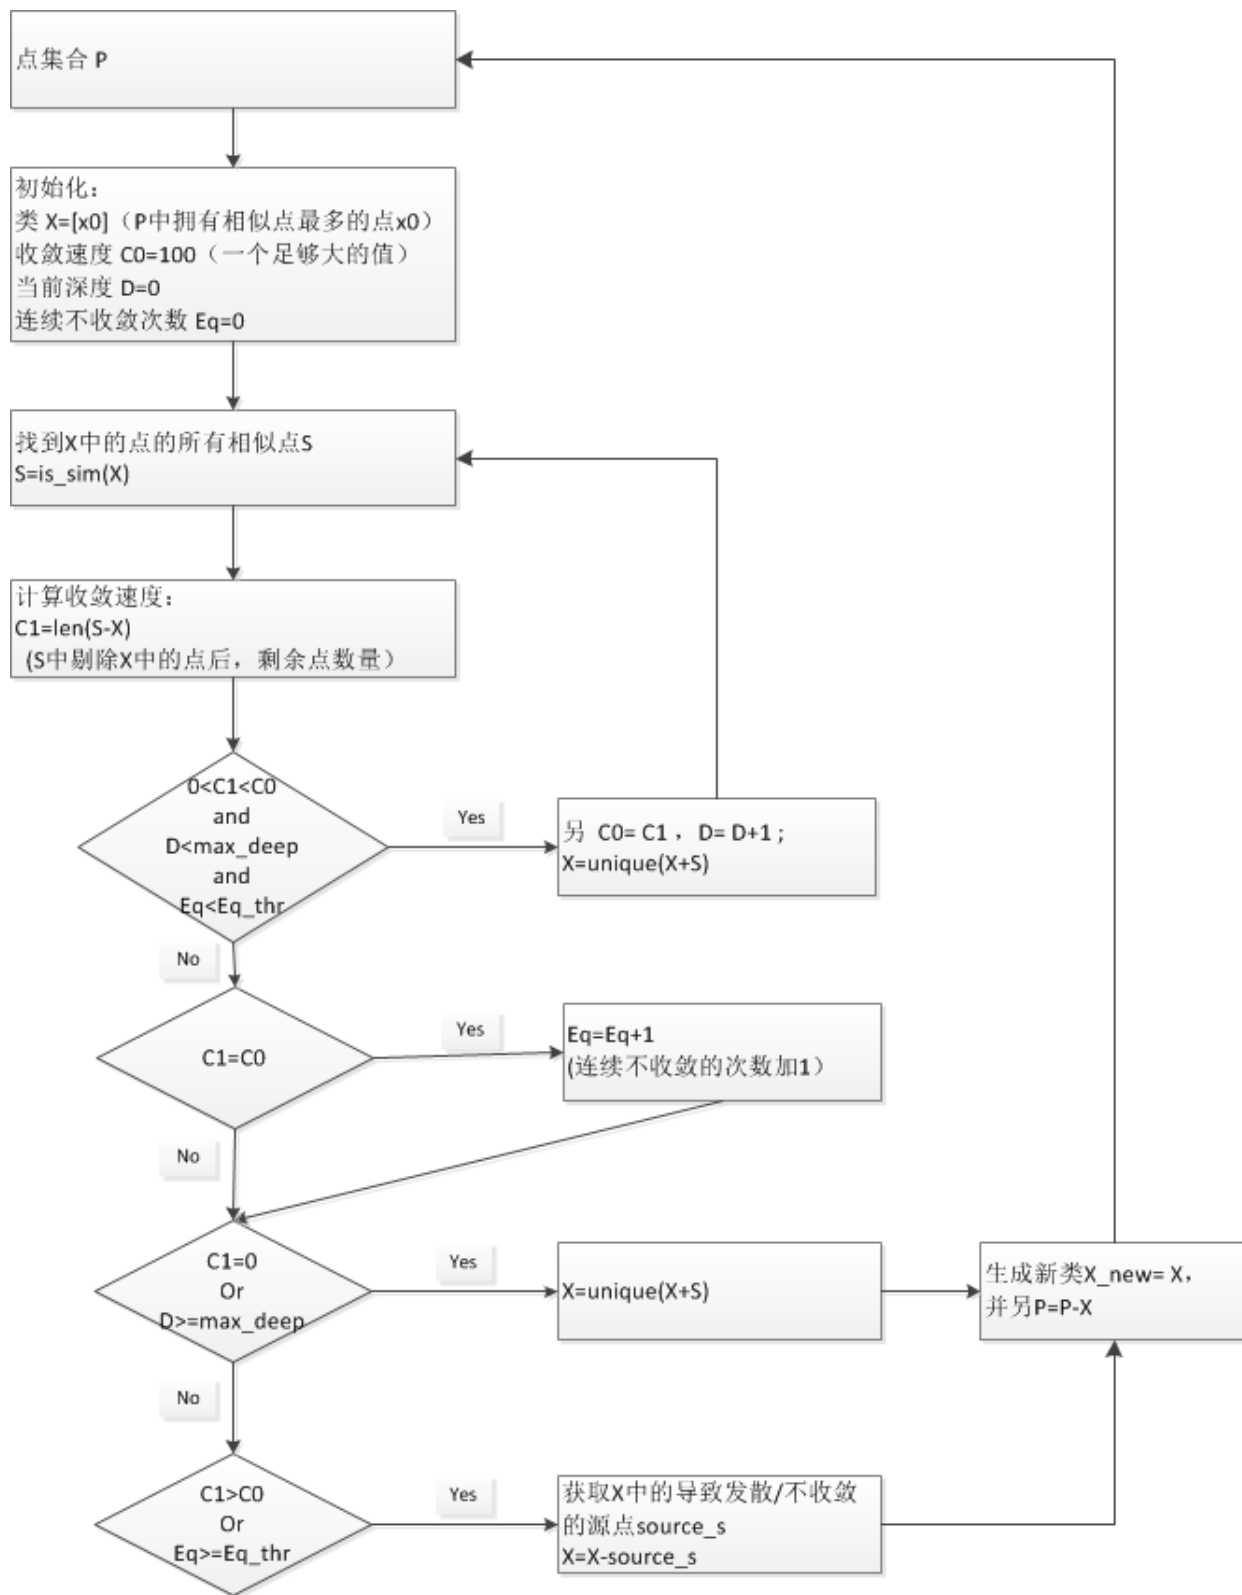 点集合 P
初始化：
类 X=[x0]（P中拥有相似点最多的点x0）
收敛速度 C0=100（一个足够大的值）
当前深度 D=0
连续不收敛次数 Eq=0
找到X中的点的所有相似点S
S=is_sim(X)
计算收敛速度：
C1=len(S-X)
(S中剔除X中的点后，剩余点数量）
0<C1<C0
and
D<max_deep
and
Eq<Eq_thr
Yes
另 C0= C1 ，D= D+1 ;
X=unique(X+S)
No
C1=C0
Yes
Eq=Eq+1
(连续不收敛的次数加1）
No
C1=0
Or
D>=max_deep
Yes
X=unique(X+S)
生成新类X_new= X，
并另P=P-X
No
C1>C0
Or
Eq>=Eq_thr
Yes
获取X中的导致发散/不收敛
的源点source_s
X=X-source_s